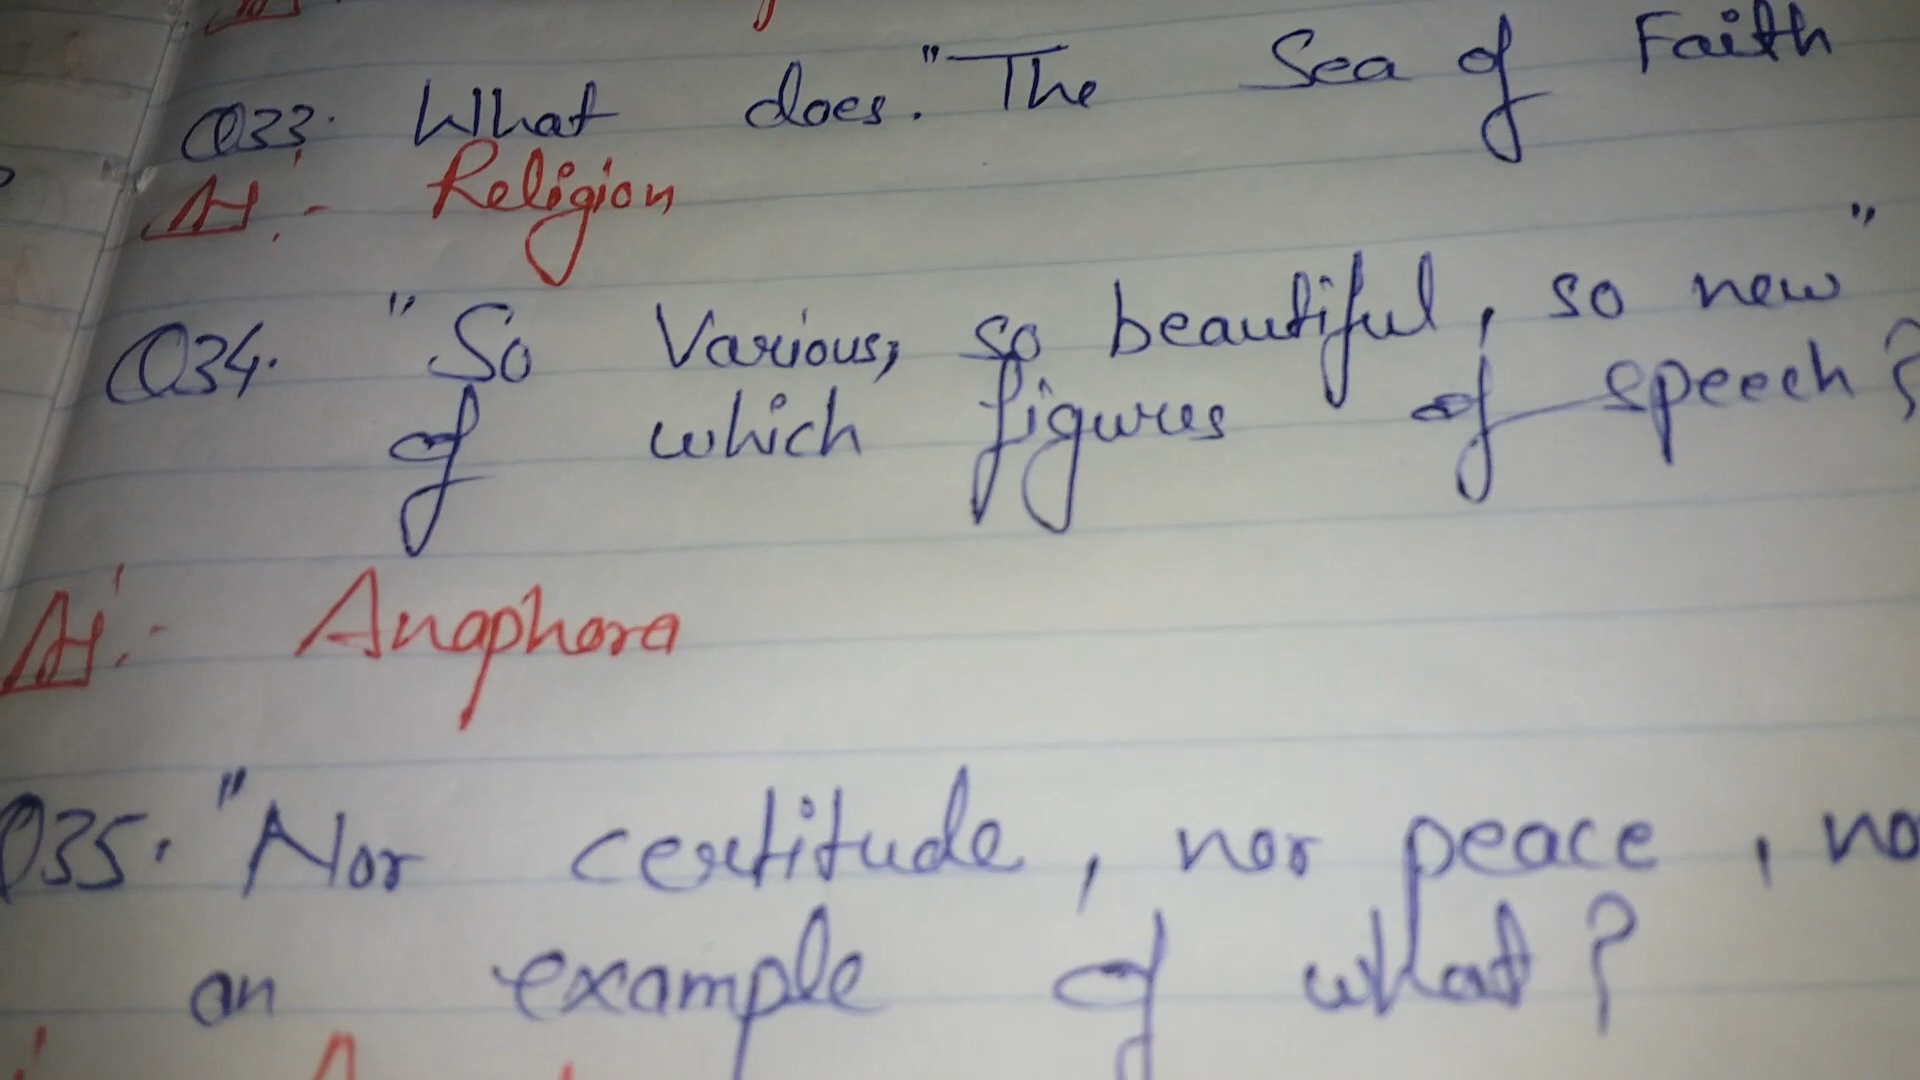 Q33. What does. "The Sea of Faith
A:- Religion
Q34. "So Various, so beautiful, so new"
of which figures of speech?
A:- Anaphora
Q35. "Nor certitude, nor peace, no
an example of what?